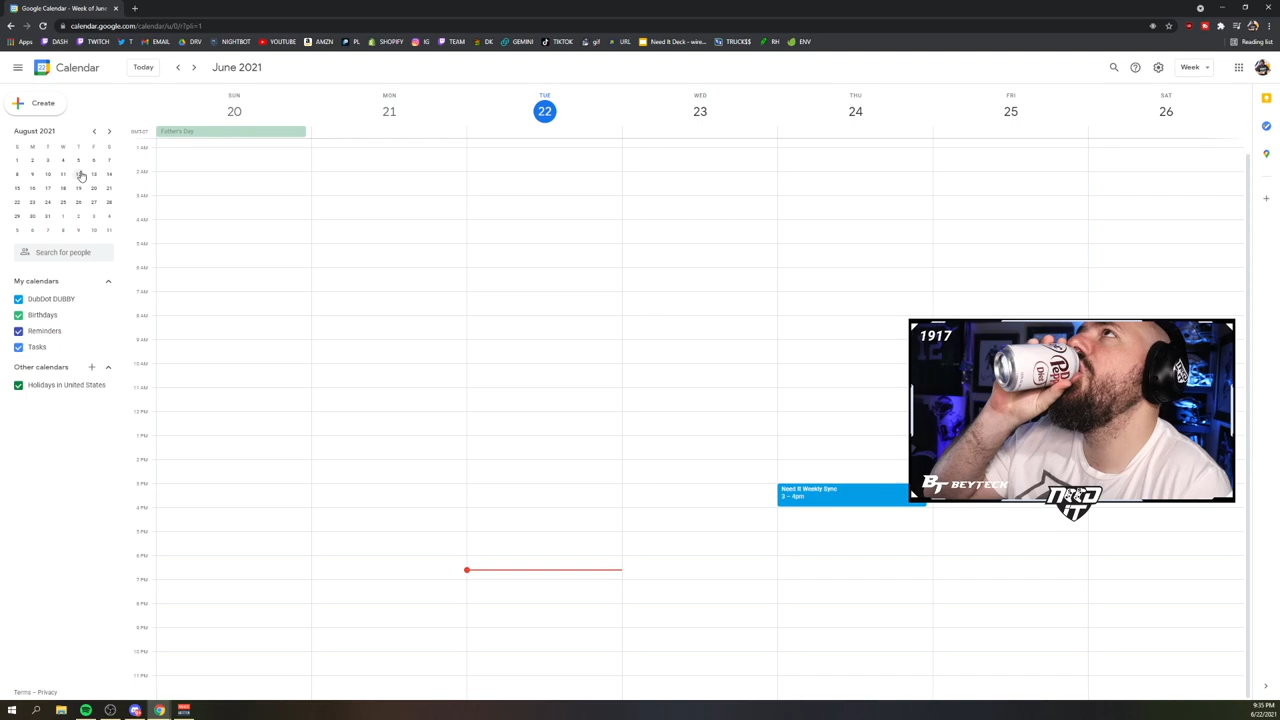 Google Calendar - Week of June
calendar.google.com/calendar/u/0/r?pli=1
Apps DASH TWITCH T EMAIL DRV NIGHTBOT YOUTUBE AMZN PL SHOPIFY IG TEAM DK GEMINI TIKTOK gif URL Need It Deck - wire... TRUCK$$ RH ENV Reading list
Calendar Today June 2021 Week
Create
SUN MON TUE WED THU FRI SAT
20 21 22 23 24 25 26
August 2021
GMT-07 Father's Day
S M T W T F S
1 2 3 4 5 6 7
8 9 10 11 12 13 14
15 16 17 18 19 20 21
22 23 24 25 26 27 28
29 30 31 1 2 3 4
5 6 7 8 9 10 11
Search for people
My calendars
DubDot DUBBY
Birthdays
Reminders
Tasks
Other calendars
Holidays in United States
1 AM
2 AM
3 AM
4 AM
5 AM
6 AM
7 AM
8 AM
9 AM
10 AM
11 AM
12 PM
1 PM
2 PM
3 PM
4 PM
5 PM
6 PM
7 PM
8 PM
9 PM
10 PM
11 PM
Need It Weekly Sync
3 – 4pm
1917
Diet
BT BEYTECK
NEED
IT
Terms – Privacy
9:35 PM
6/22/2021